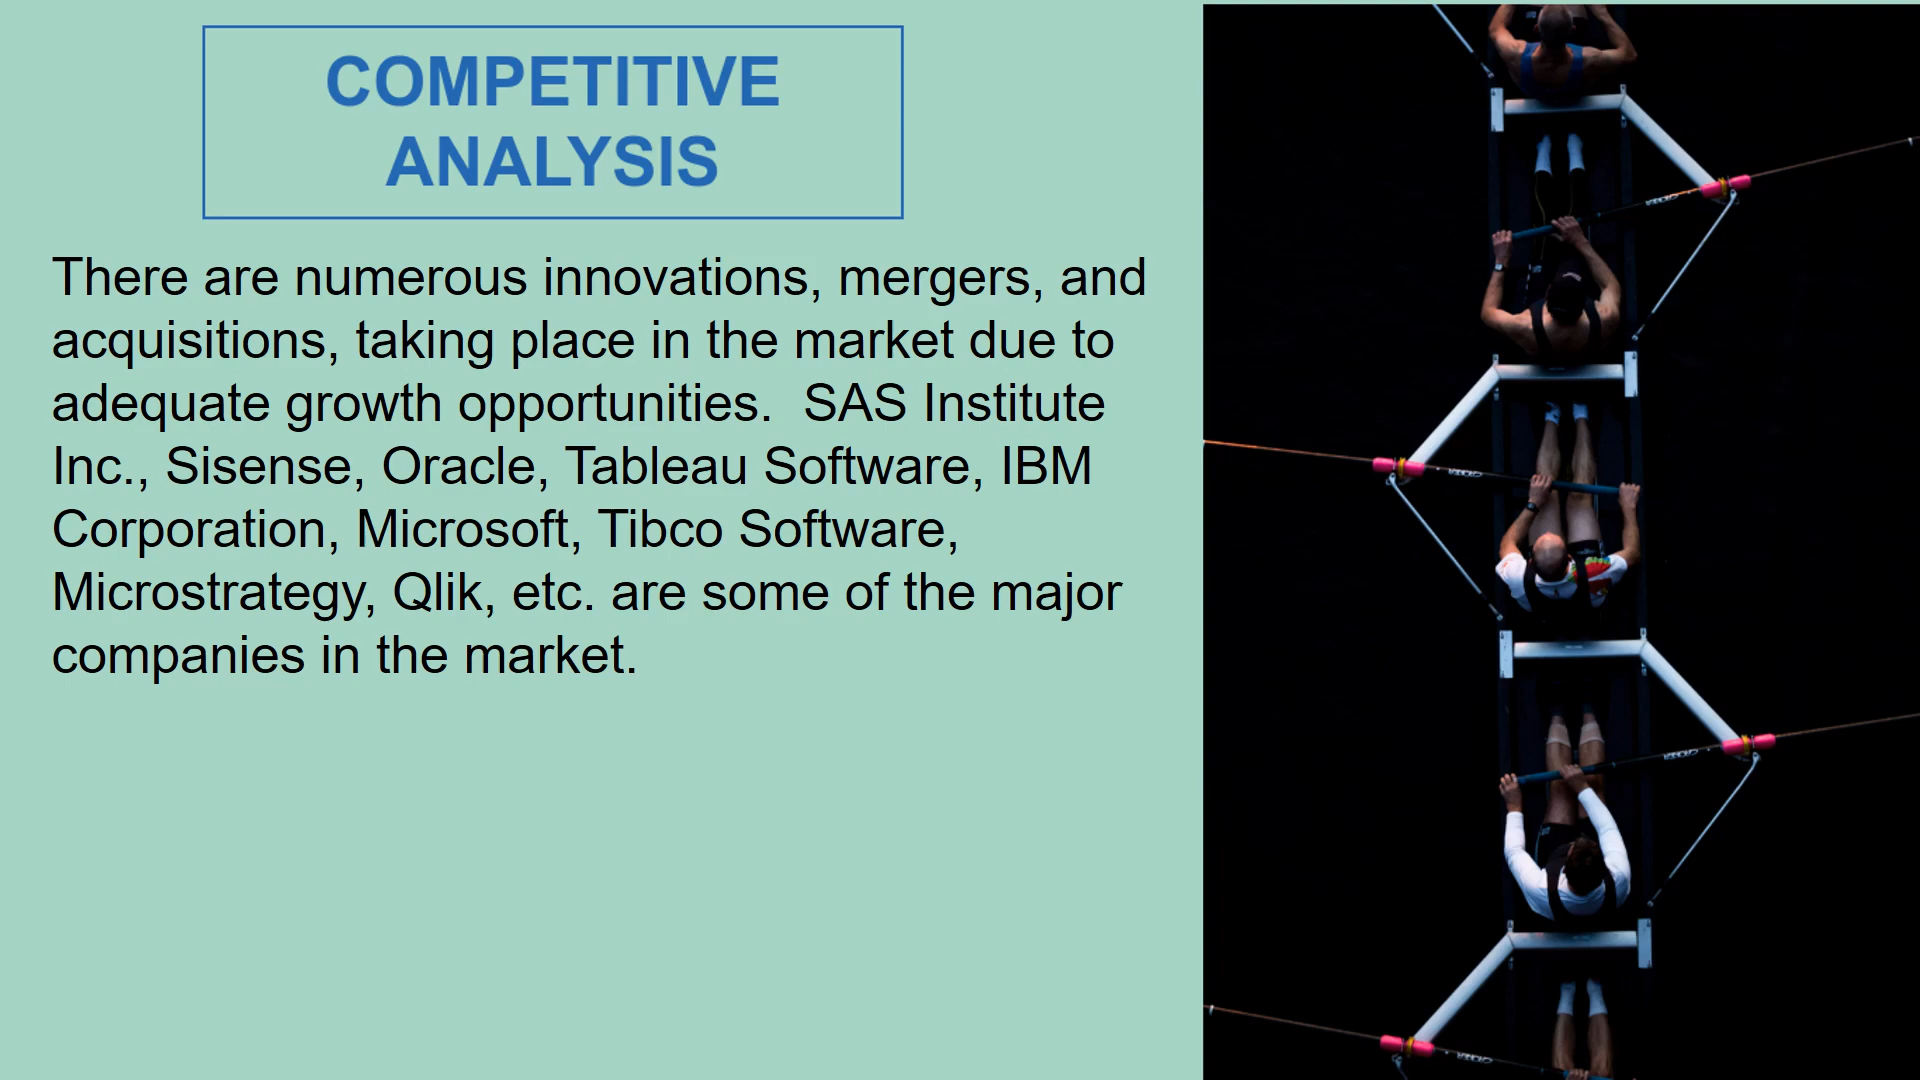 COMPETITIVE
ANALYSIS
There are numerous innovations, mergers, and
acquisitions, taking place in the market due to
adequate growth opportunities.  SAS Institute
Inc., Sisense, Oracle, Tableau Software, IBM
Corporation, Microsoft, Tibco Software,
Microstrategy, Qlik, etc. are some of the major
companies in the market.